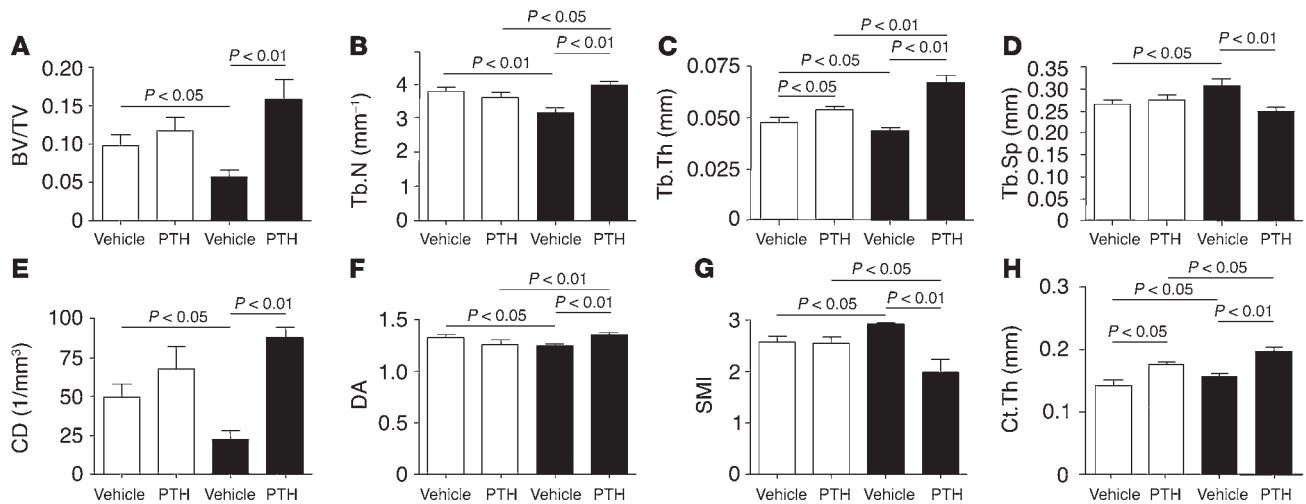 A
P < 0.01
P < 0.05
BV/TV
0.20
0.15
0.10
0.05
0
Vehicle PTH Vehicle PTH
B
P < 0.05
P < 0.01
P < 0.01
Tb.N (mm⁻¹)
4
3
2
1
0
Vehicle PTH Vehicle PTH
C
P < 0.01
P < 0.01
P < 0.05
P < 0.05
Tb.Th (mm)
0.075
0.050
0.025
0
Vehicle PTH Vehicle PTH
D
P < 0.01
P < 0.05
Tb.Sp (mm)
0.35
0.30
0.25
0.20
0.15
0.10
0.05
0
Vehicle PTH Vehicle PTH
E
P < 0.01
P < 0.05
CD (1/mm³)
100
75
50
25
0
Vehicle PTH Vehicle PTH
F
P < 0.01
P < 0.01
P < 0.05
DA
1.5
1.0
0.5
0
Vehicle PTH Vehicle PTH
G
P < 0.05
P < 0.01
P < 0.05
SMI
3
2
1
0
Vehicle PTH Vehicle PTH
H
P < 0.05
P < 0.05
P < 0.01
P < 0.05
Ct.Th (mm)
0.3
0.2
0.1
0
Vehicle PTH Vehicle PTH